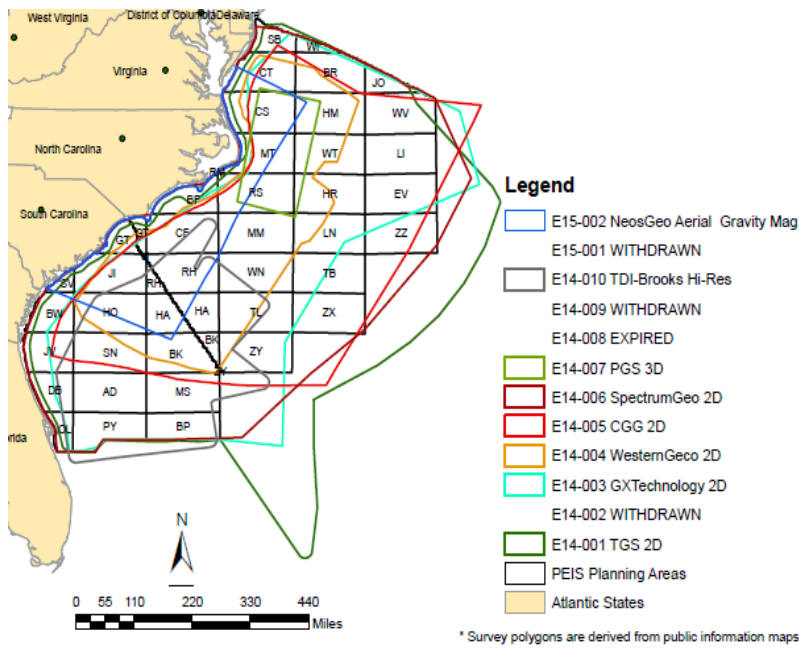 West Virginia
District of Columbia
Delaware
SB
WI
Virginia
CT
BR
JO
CS
HM
WV
North Carolina
MT
WT
LI
RS
HR
EV
South Carolina
GT
CF
MM
LN
ZZ
SV
JI
RH
RH
WN
TB
BW
HO
HA
HA
TL
ZX
JV
SN
BK
BK
ZY
DB
AD
MS
OL
PY
BP
orida
Legend
E15-002 NeosGeo Aerial Gravity Mag
E15-001 WITHDRAWN
E14-010 TDI-Brooks Hi-Res
E14-009 WITHDRAWN
E14-008 EXPIRED
E14-007 PGS 3D
E14-006 SpectrumGeo 2D
E14-005 CGG 2D
E14-004 WesternGeco 2D
E14-003 GXTechnology 2D
E14-002 WITHDRAWN
E14-001 TGS 2D
PEIS Planning Areas
Atlantic States
N
0 55 110 220 330 440
Miles
* Survey polygons are derived from public information maps